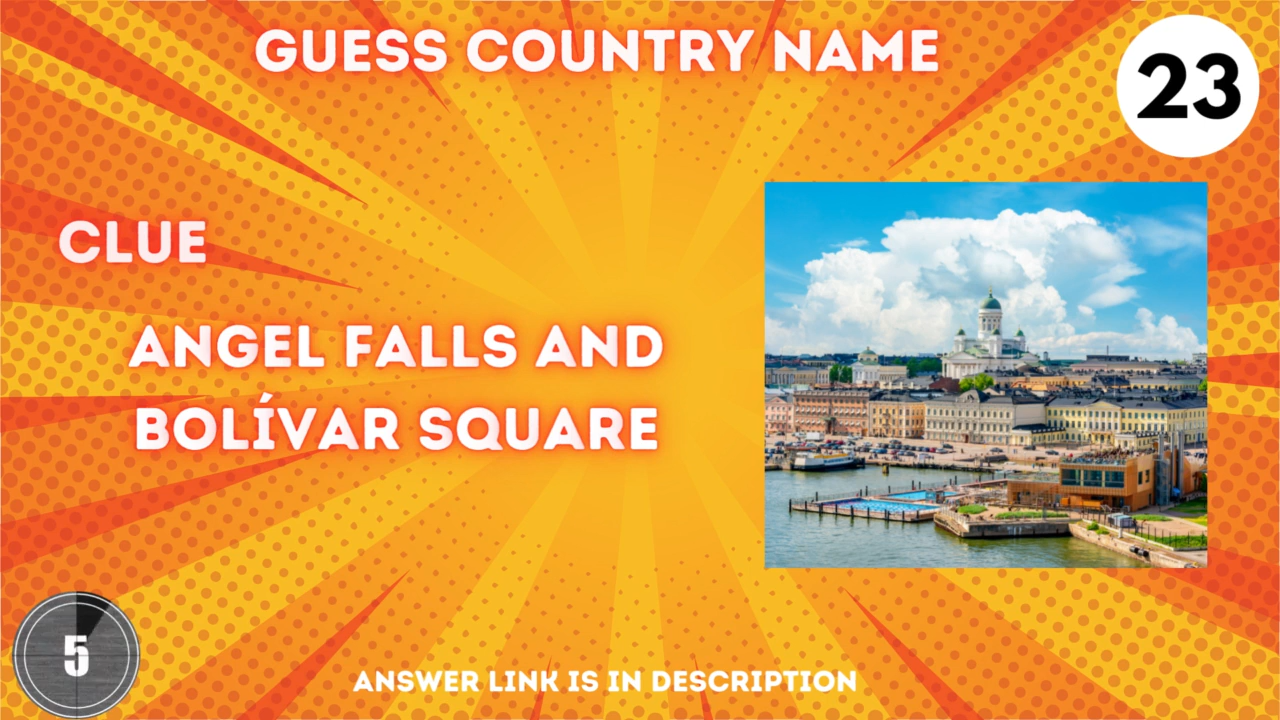 GUESS COUNTRY NAME
23
CLUE
ANGEL FALLS AND
BOLÍVAR SQUARE
5
ANSWER LINK IS IN DESCRIPTION